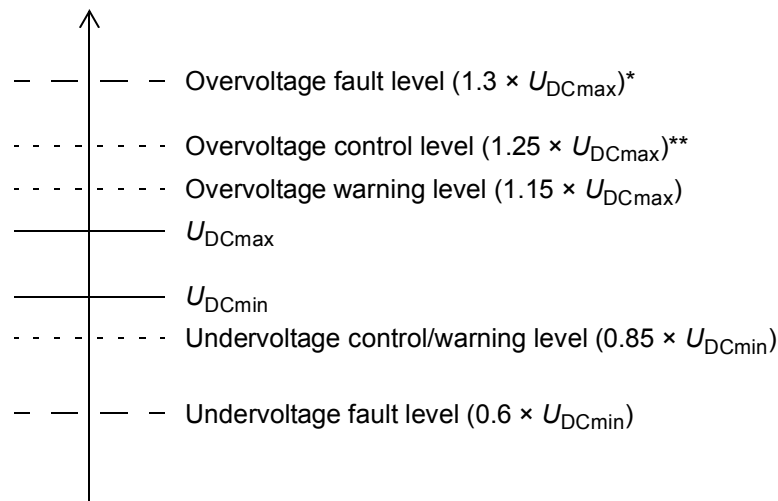 Overvoltage fault level (1.3 × UDCmax)*
Overvoltage control level (1.25 × UDCmax)**
Overvoltage warning level (1.15 × UDCmax)
UDCmax
UDCmin
Undervoltage control/warning level (0.85 × UDCmin)
Undervoltage fault level (0.6 × UDCmin)